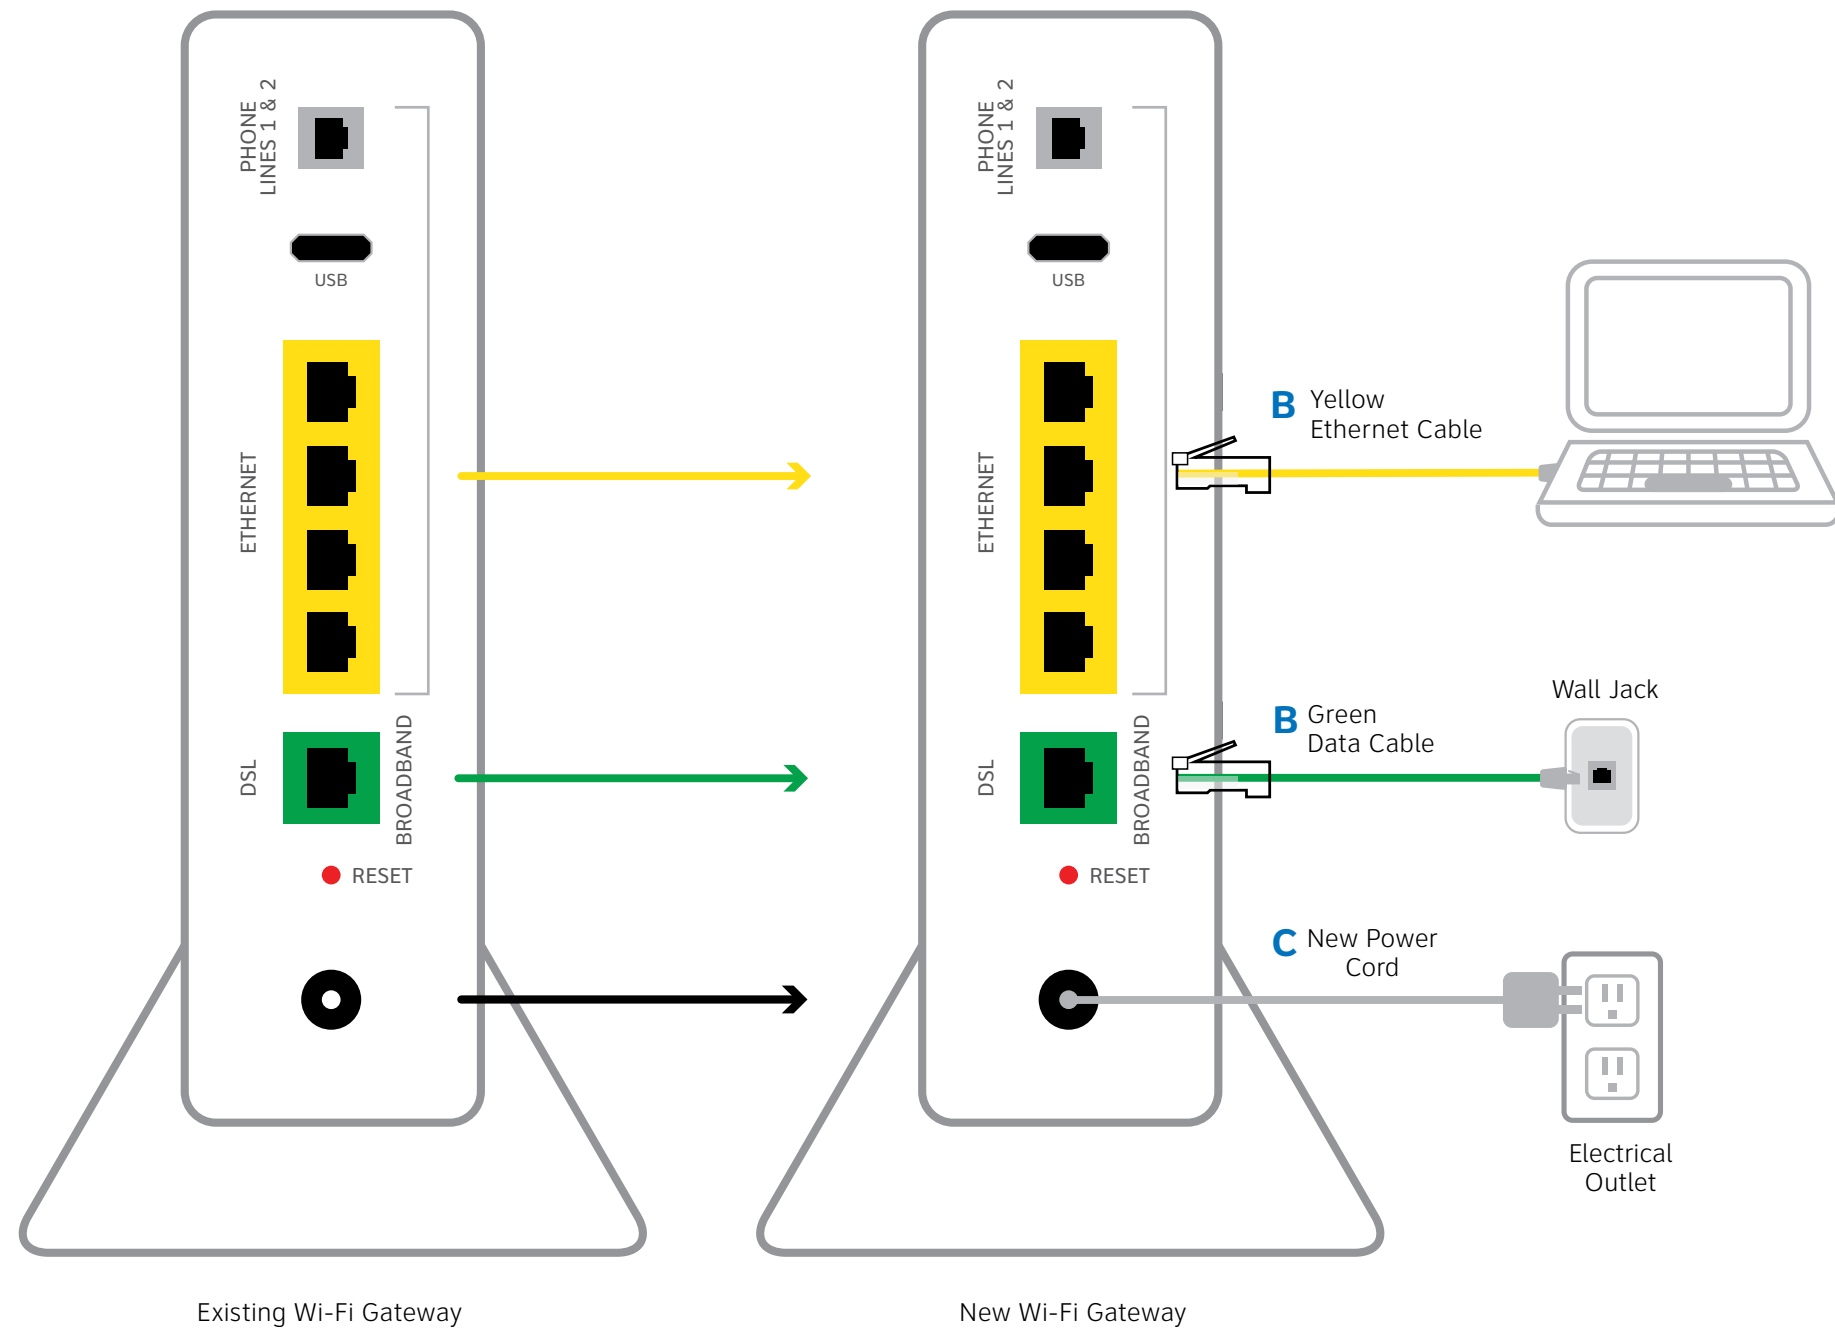 PHONE
LINES 1 & 2
USB
ETHERNET
DSL
BROADBAND
RESET
Existing Wi-Fi Gateway
PHONE
LINES 1 & 2
USB
ETHERNET
DSL
BROADBAND
RESET
New Wi-Fi Gateway
B Yellow
Ethernet Cable
Wall Jack
B Green
Data Cable
C New Power
Cord
Electrical
Outlet